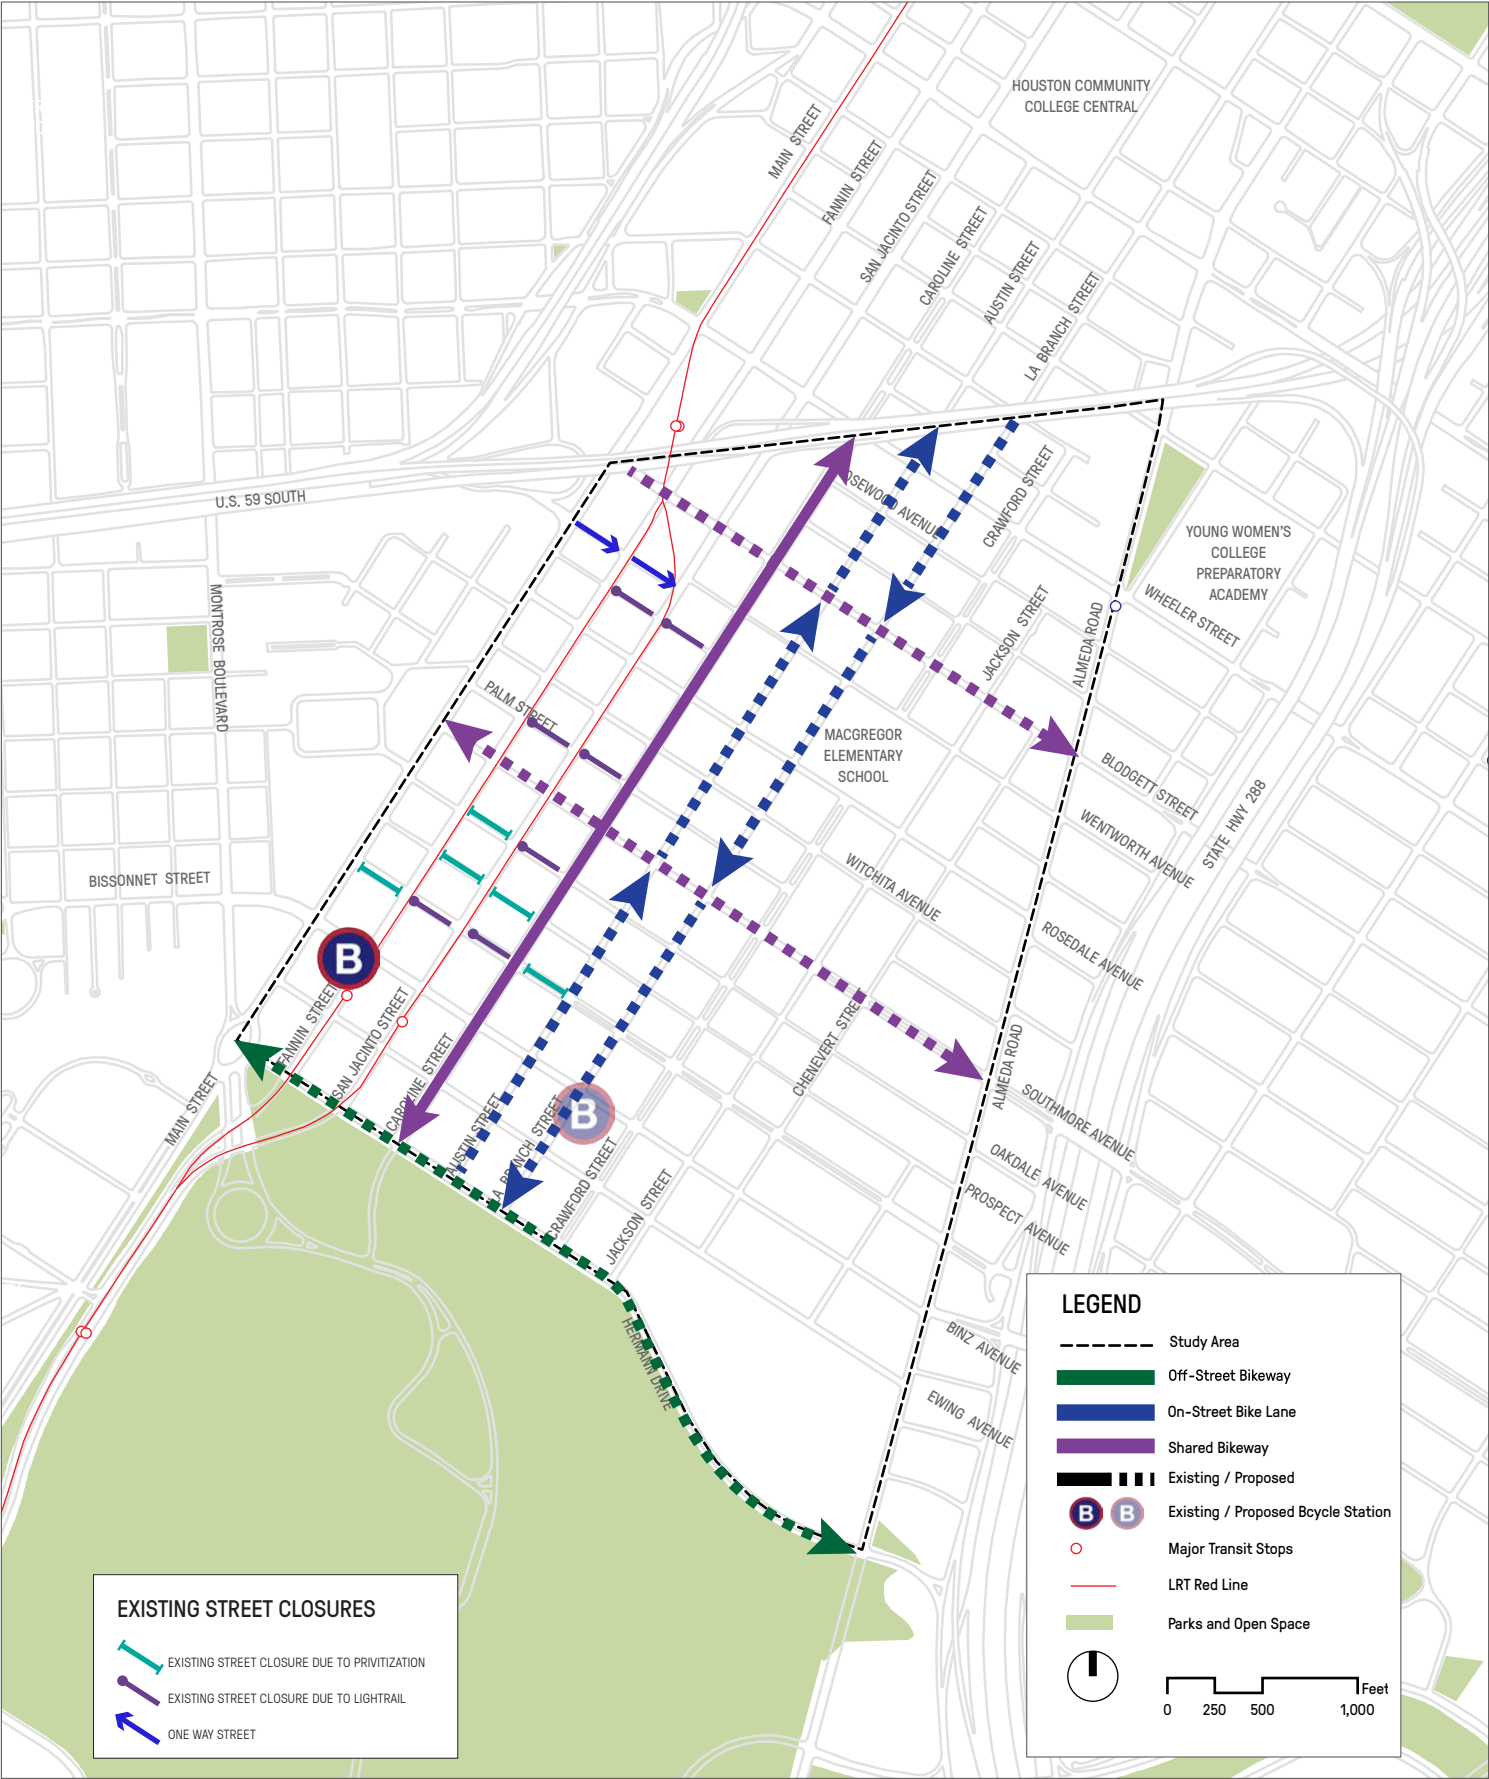 HOUSTON COMMUNITY
COLLEGE CENTRAL
MAIN STREET
FANNIN STREET
SAN JACINTO STREET
CAROLINE STREET
AUSTIN STREET
LA BRANCH STREET
U.S. 59 SOUTH
OSEWOOD AVENUE
CRAWFORD STREET
YOUNG WOMEN'S
COLLEGE
PREPARATORY
ACADEMY
WHEELER STREET
MONTROSE BOULEVARD
JACKSON STREET
ALMEDA ROAD
PALM STREET
MACGREGOR
ELEMENTARY
SCHOOL
BLODGETT STREET
WENTWORTH AVENUE
STATE HWY 288
BISSONNET STREET
WITCHITA AVENUE
ROSEDALE AVENUE
B
FANNIN STREET
SAN JACINTO STREET
CAROLINE STREET
CHENEVERT STREET
ALMEDA ROAD
MAIN STREET
AUSTIN STREET
LA BRANCH STREET
B
CRAWFORD STREET
JACKSON STREET
SOUTHMORE AVENUE
OAKDALE AVENUE
PROSPECT AVENUE
HERMANN DRIVE
BINZ AVENUE
EWING AVENUE
LEGEND
Study Area
Off-Street Bikeway
On-Street Bike Lane
Shared Bikeway
Existing / Proposed
B B Existing / Proposed Bcycle Station
Major Transit Stops
LRT Red Line
Parks and Open Space
Feet
0 250 500 1,000
EXISTING STREET CLOSURES
EXISTING STREET CLOSURE DUE TO PRIVITIZATION
EXISTING STREET CLOSURE DUE TO LIGHTRAIL
ONE WAY STREET